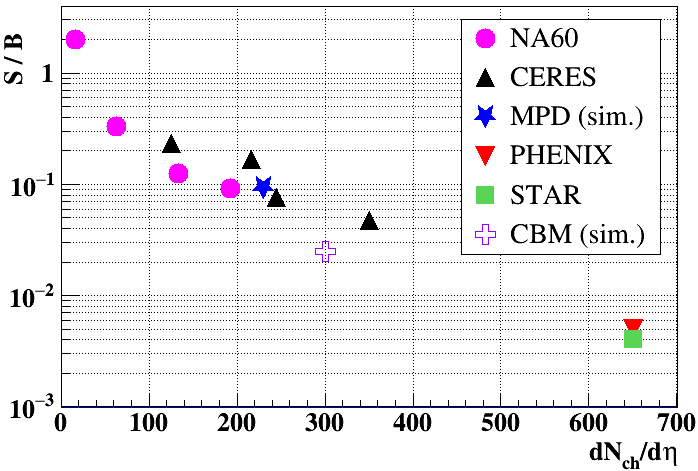 S / B
1
10⁻¹
10⁻²
10⁻³
0 100 200 300 400 500 600 700
dN_ch/dη
NA60
CERES
MPD (sim.)
PHENIX
STAR
CBM (sim.)